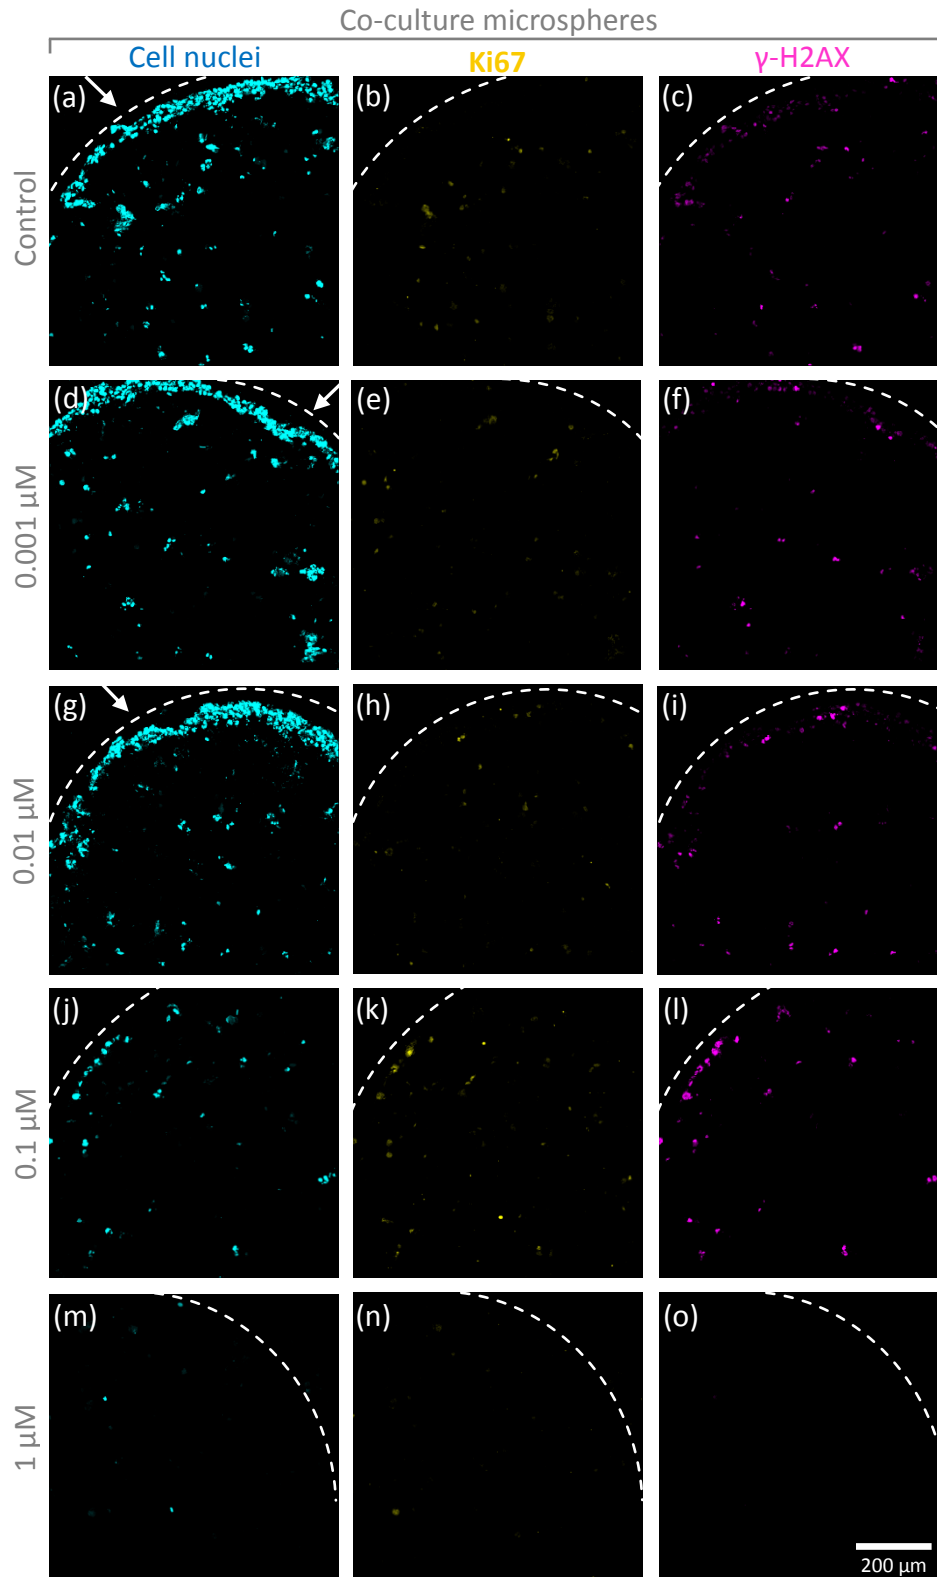 Co-culture microspheres
Cell nuclei Ki67 γ-H2AX
Control
(a) (b) (c)
0.001 μM
(d) (e) (f)
0.01 μM
(g) (h) (i)
0.1 μM
(j) (k) (l)
1 μM
(m) (n) (o)
200 μm